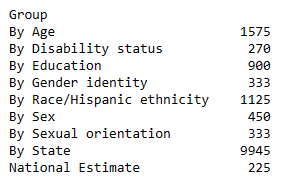 Group
By Age 1575
By Disability status 270
By Education 900
By Gender identity 333
By Race/Hispanic ethnicity 1125
By Sex 450
By Sexual orientation 333
By State 9945
National Estimate 225